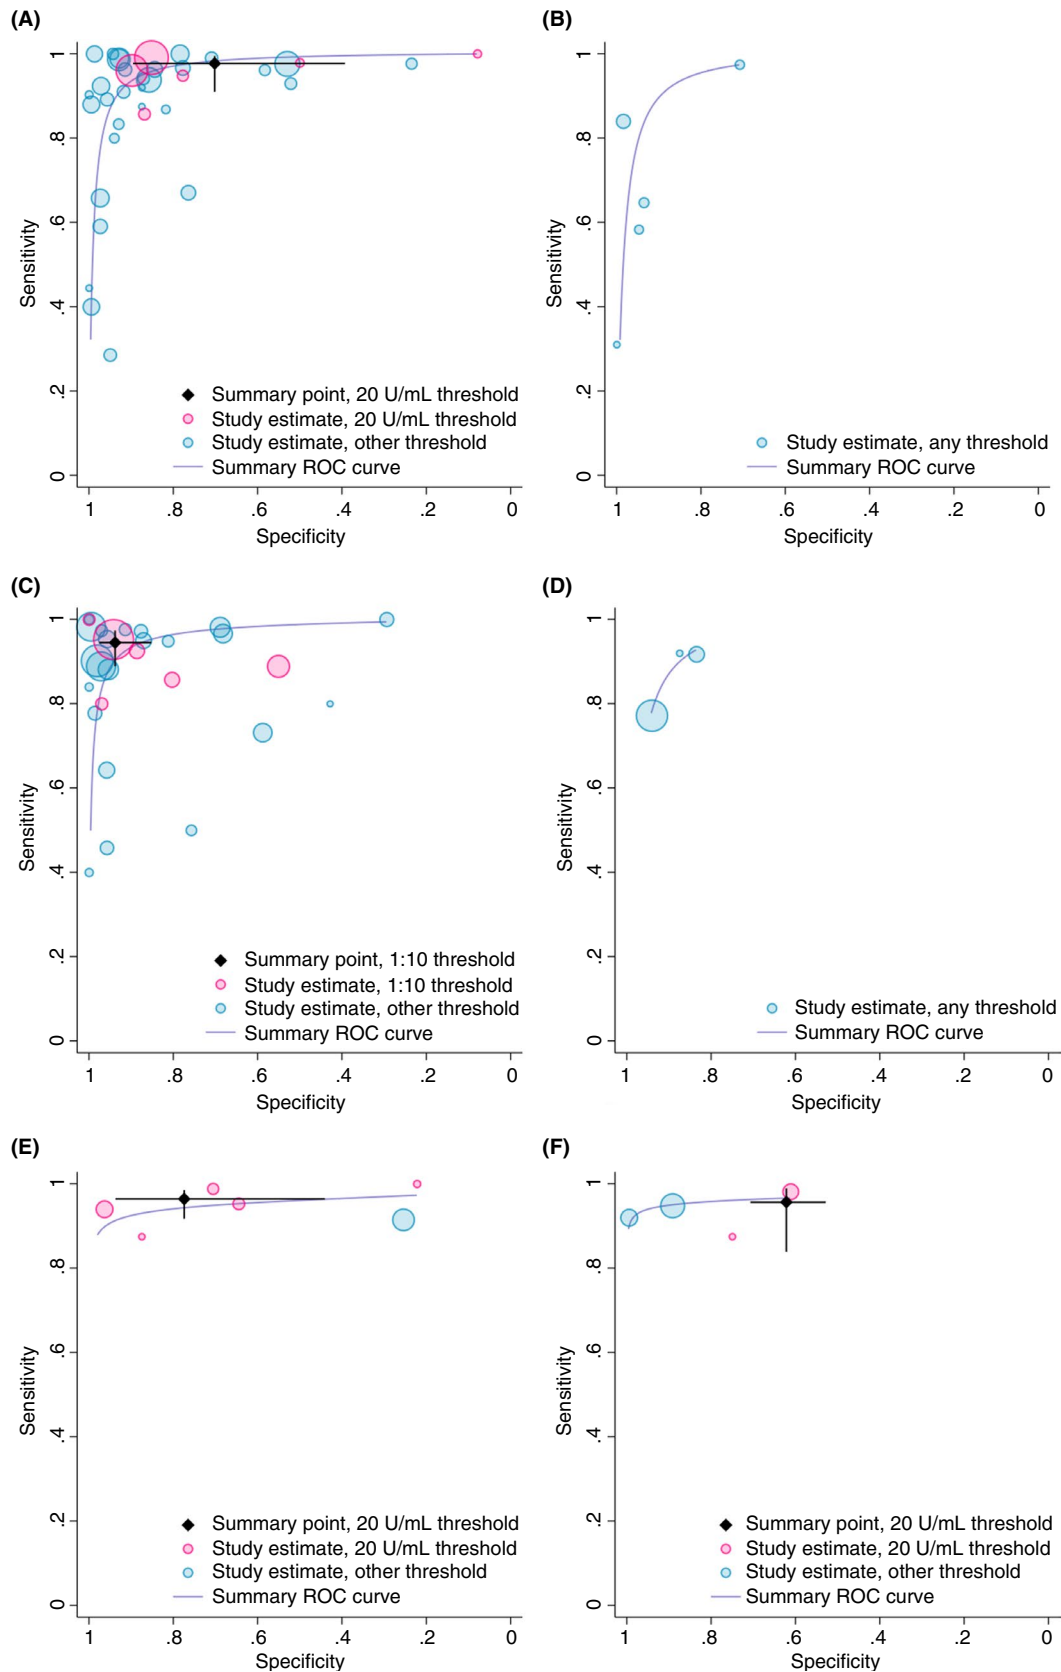 (A)
1
.8
.6
.4
.2
0
Sensitivity
Summary point, 20 U/mL threshold
Study estimate, 20 U/mL threshold
Study estimate, other threshold
Summary ROC curve
1 .8 .6 .4 .2 0
Specificity
(B)
1
.8
.6
.4
.2
0
Sensitivity
Study estimate, any threshold
Summary ROC curve
1 .8 .6 .4 .2 0
Specificity
(C)
1
.8
.6
.4
.2
0
Sensitivity
Summary point, 1:10 threshold
Study estimate, 1:10 threshold
Study estimate, other threshold
Summary ROC curve
1 .8 .6 .4 .2 0
Specificity
(D)
1
.8
.6
.4
.2
0
Sensitivity
Study estimate, any threshold
Summary ROC curve
1 .8 .6 .4 .2 0
Specificity
(E)
1
.8
.6
.4
.2
0
Sensitivity
Summary point, 20 U/mL threshold
Study estimate, 20 U/mL threshold
Study estimate, other threshold
Summary ROC curve
1 .8 .6 .4 .2 0
Specificity
(F)
1
.8
.6
.4
.2
0
Sensitivity
Summary point, 20 U/mL threshold
Study estimate, 20 U/mL threshold
Study estimate, other threshold
Summary ROC curve
1 .8 .6 .4 .2 0
Specificity